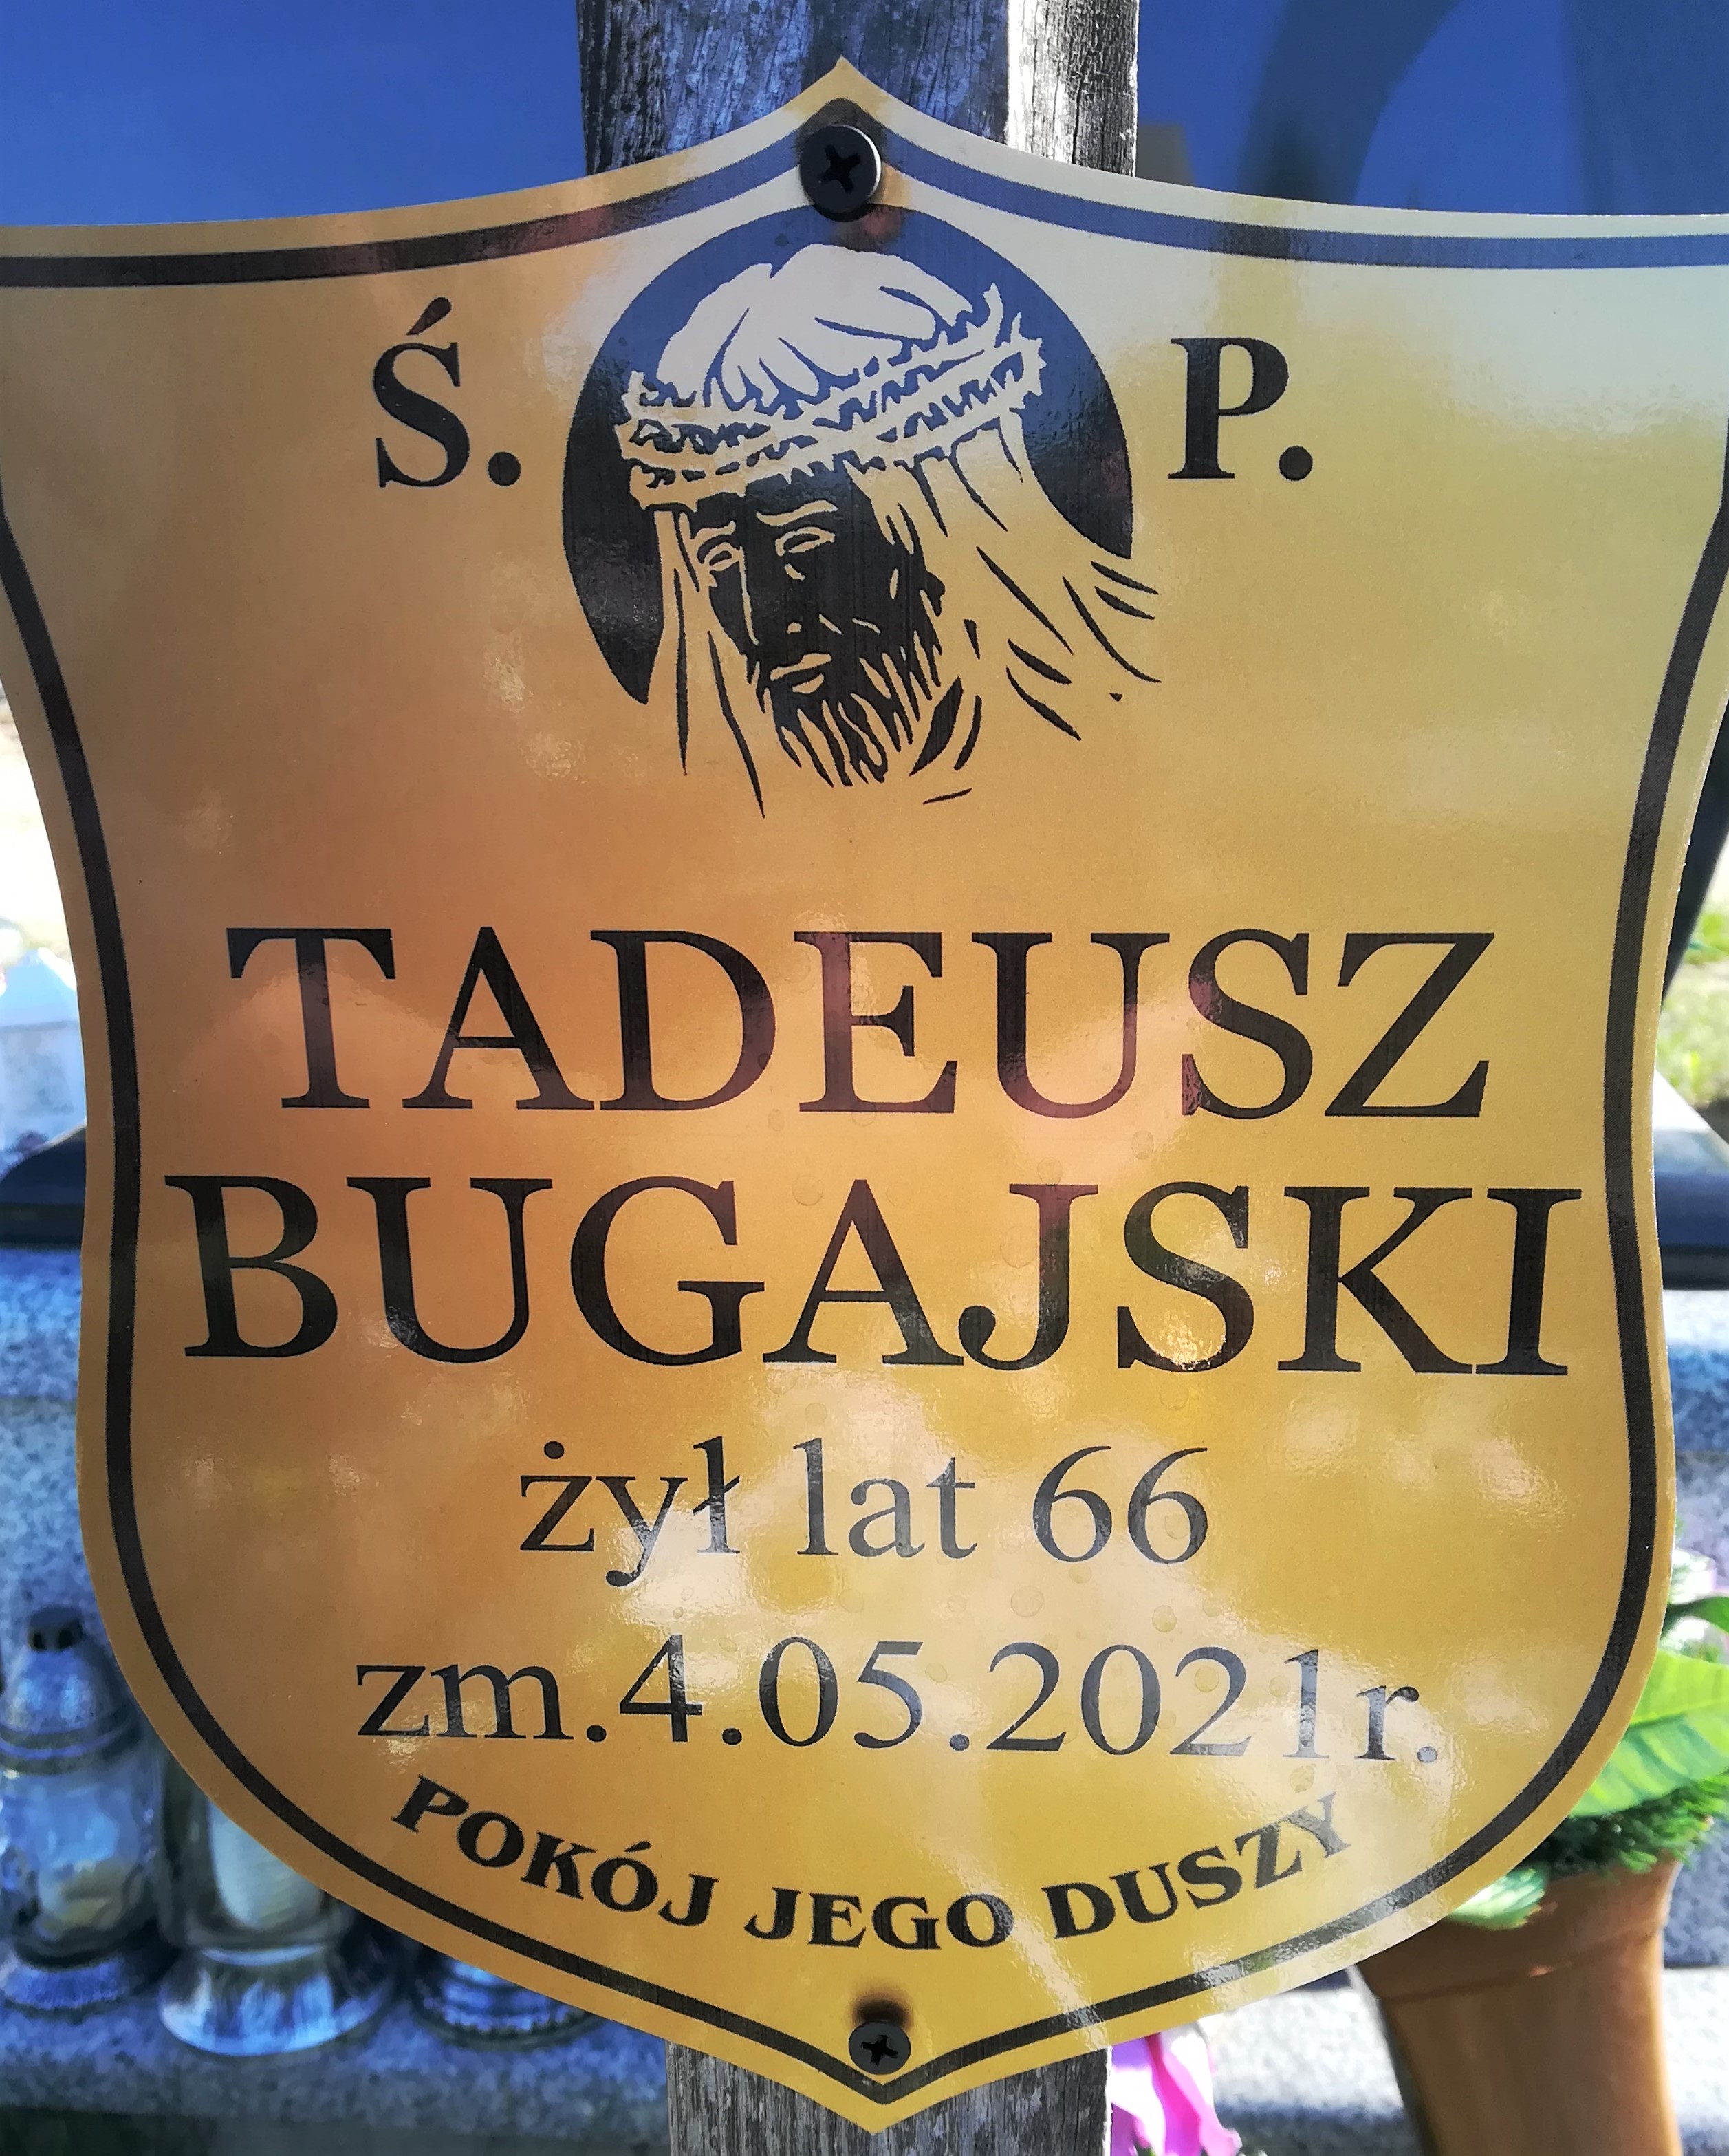 Ś. P.
TADEUSZ
BUGAJSKI
żył lat 66
zm.4.05.2021r.
POKÓJ JEGO DUSZY